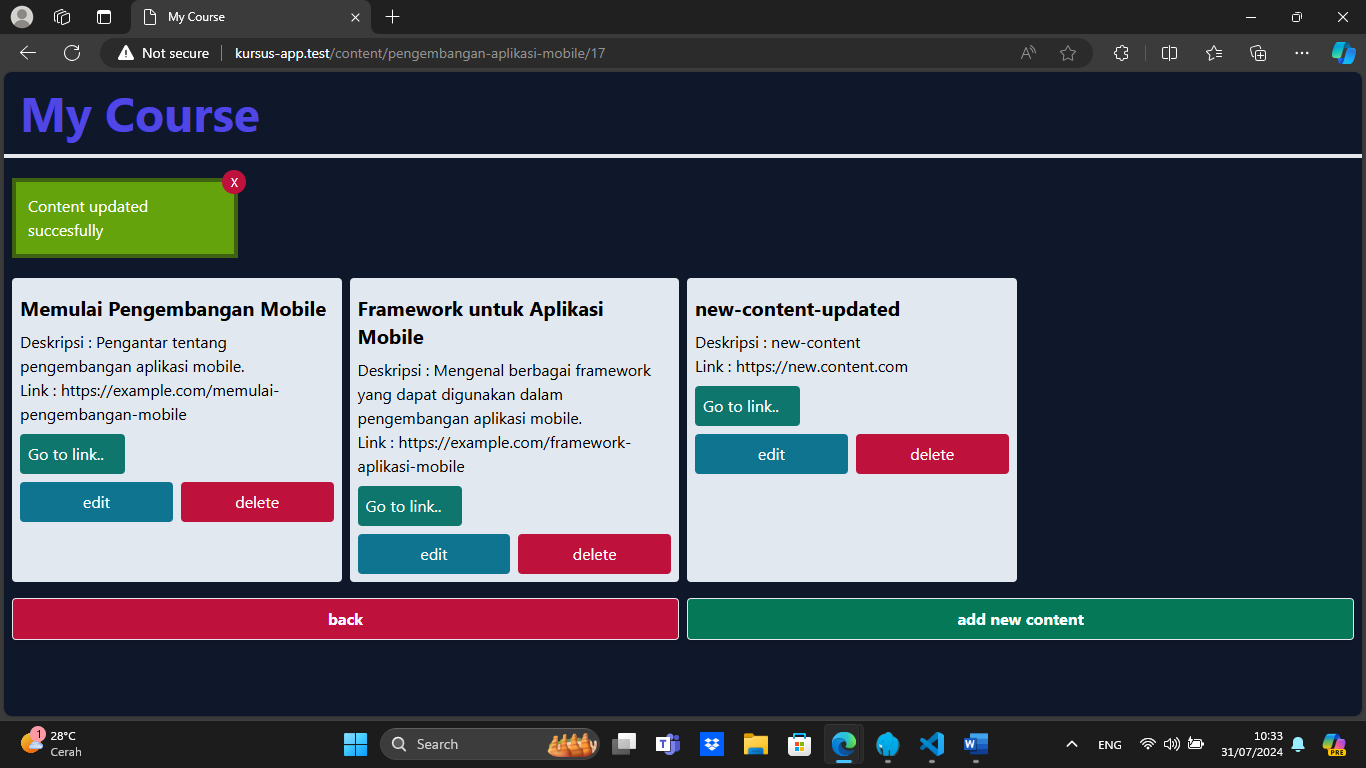 My Course
Not secure
kursus-app.test/content/pengembangan-aplikasi-mobile/17
My Course
X
Content updated
succesfully
Memulai Pengembangan Mobile
Deskripsi : Pengantar tentang
pengembangan aplikasi mobile.
Link : https://example.com/memulai-
pengembangan-mobile
Go to link..
edit
delete
Framework untuk Aplikasi
Mobile
Deskripsi : Mengenal berbagai framework
yang dapat digunakan dalam
pengembangan aplikasi mobile.
Link : https://example.com/framework-
aplikasi-mobile
Go to link..
edit
delete
new-content-updated
Deskripsi : new-content
Link : https://new.content.com
Go to link..
edit
delete
back
add new content
1
28°C
Cerah
Search
ENG
10:33
31/07/2024
PRE